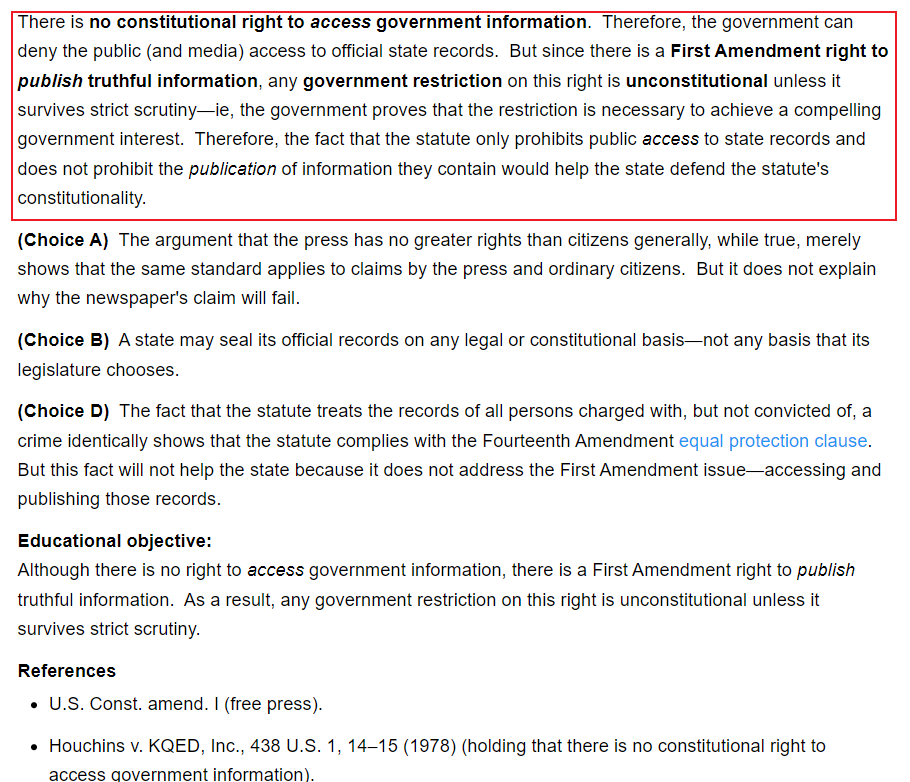 There is no constitutional right to access government information.  Therefore, the government can
deny the public (and media) access to official state records.  But since there is a First Amendment right to
publish truthful information, any government restriction on this right is unconstitutional unless it
survives strict scrutiny—ie, the government proves that the restriction is necessary to achieve a compelling
government interest.  Therefore, the fact that the statute only prohibits public access to state records and
does not prohibit the publication of information they contain would help the state defend the statute's
constitutionality.
(Choice A)  The argument that the press has no greater rights than citizens generally, while true, merely
shows that the same standard applies to claims by the press and ordinary citizens.  But it does not explain
why the newspaper's claim will fail.
(Choice B)  A state may seal its official records on any legal or constitutional basis—not any basis that its
legislature chooses.
(Choice D)  The fact that the statute treats the records of all persons charged with, but not convicted of, a
crime identically shows that the statute complies with the Fourteenth Amendment equal protection clause.
But this fact will not help the state because it does not address the First Amendment issue—accessing and
publishing those records.
Educational objective:
Although there is no right to access government information, there is a First Amendment right to publish
truthful information.  As a result, any government restriction on this right is unconstitutional unless it
survives strict scrutiny.
References
• U.S. Const. amend. I (free press).
• Houchins v. KQED, Inc., 438 U.S. 1, 14–15 (1978) (holding that there is no constitutional right to
access government information).